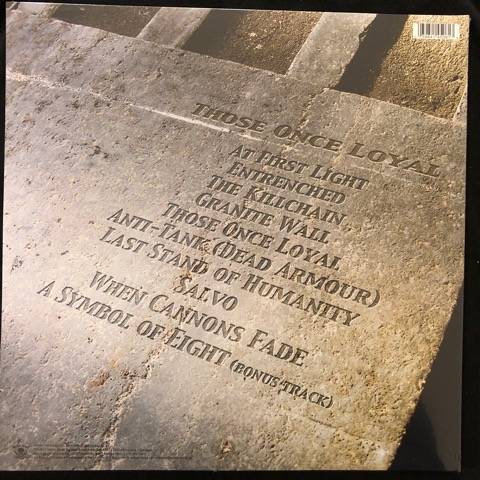 THOSE ONCE LOYAL
AT FIRST LIGHT
ENTRENCHED
THE KILLCHAIN
GRANITE WALL
THOSE ONCE LOYAL
ANTI-TANK (DEAD ARMOUR)
LAST STAND OF HUMANITY
SALVO
WHEN CANNONS FADE
A SYMBOL OF EIGHT (BONUS TRACK)